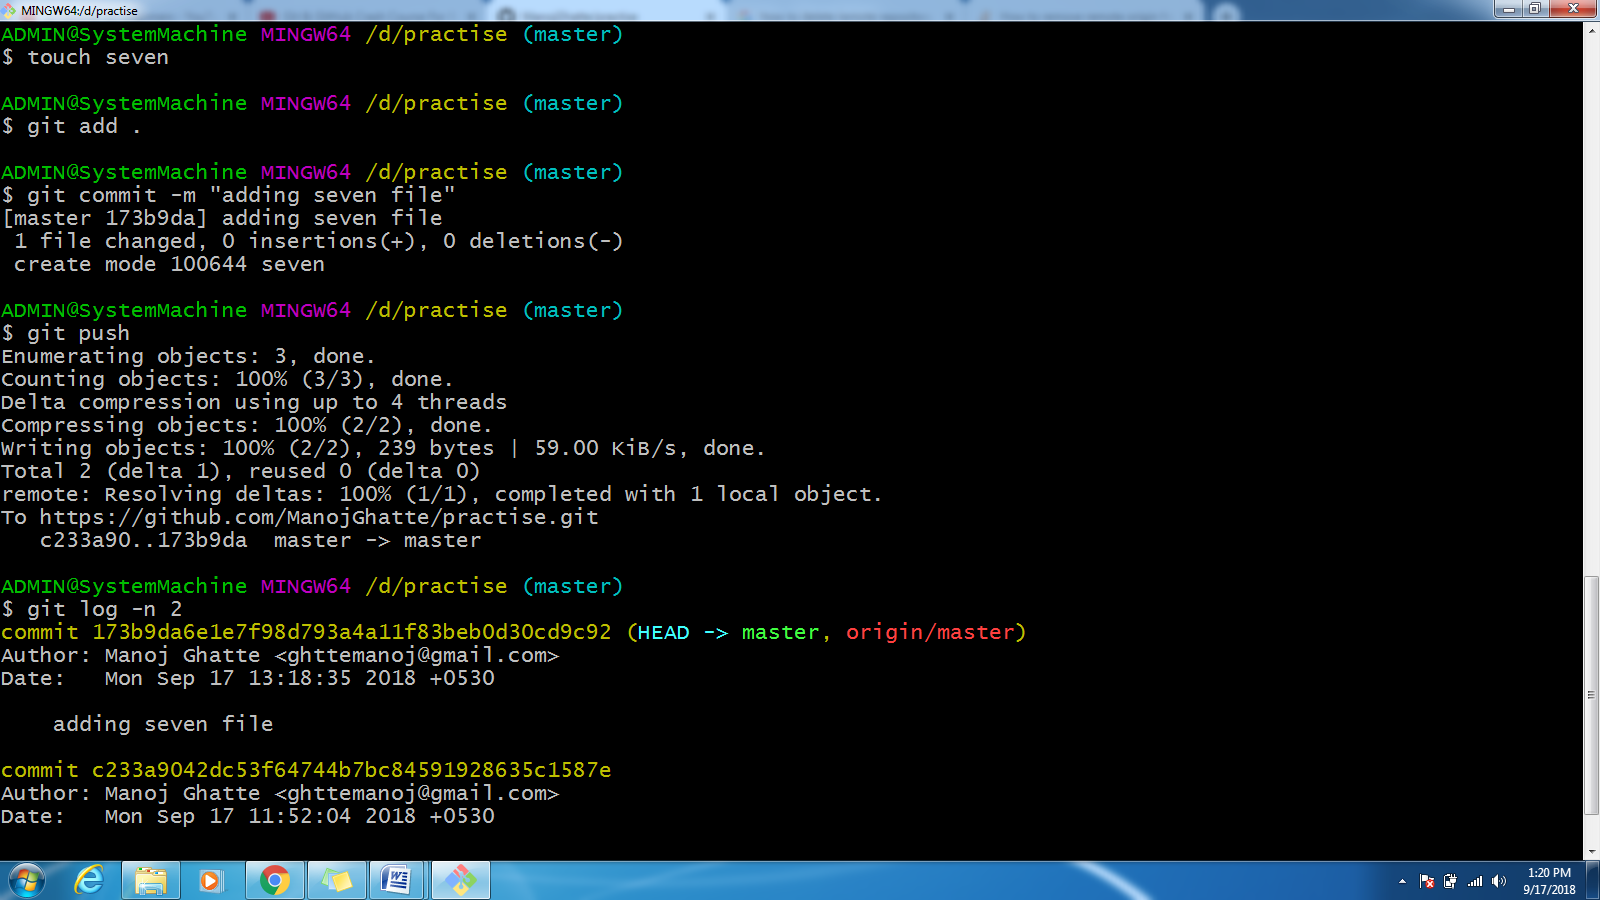 MINGW64:/d/practise
ADMIN@SystemMachine MINGW64 /d/practise (master)
$ touch seven
ADMIN@SystemMachine MINGW64 /d/practise (master)
$ git add .
ADMIN@SystemMachine MINGW64 /d/practise (master)
$ git commit -m "adding seven file"
[master 173b9da] adding seven file
 1 file changed, 0 insertions(+), 0 deletions(-)
 create mode 100644 seven
ADMIN@SystemMachine MINGW64 /d/practise (master)
$ git push
Enumerating objects: 3, done.
Counting objects: 100% (3/3), done.
Delta compression using up to 4 threads
Compressing objects: 100% (2/2), done.
Writing objects: 100% (2/2), 239 bytes | 59.00 KiB/s, done.
Total 2 (delta 1), reused 0 (delta 0)
remote: Resolving deltas: 100% (1/1), completed with 1 local object.
To https://github.com/ManojGhatte/practise.git
   c233a90..173b9da  master -> master
ADMIN@SystemMachine MINGW64 /d/practise (master)
$ git log -n 2
commit 173b9da6e1e7f98d793a4a11f83beb0d30cd9c92 (HEAD -> master, origin/master)
Author: Manoj Ghatte <ghttemanoj@gmail.com>
Date:   Mon Sep 17 13:18:35 2018 +0530
    adding seven file
commit c233a9042dc53f64744b7bc84591928635c1587e
Author: Manoj Ghatte <ghttemanoj@gmail.com>
Date:   Mon Sep 17 11:52:04 2018 +0530
1:20 PM
9/17/2018